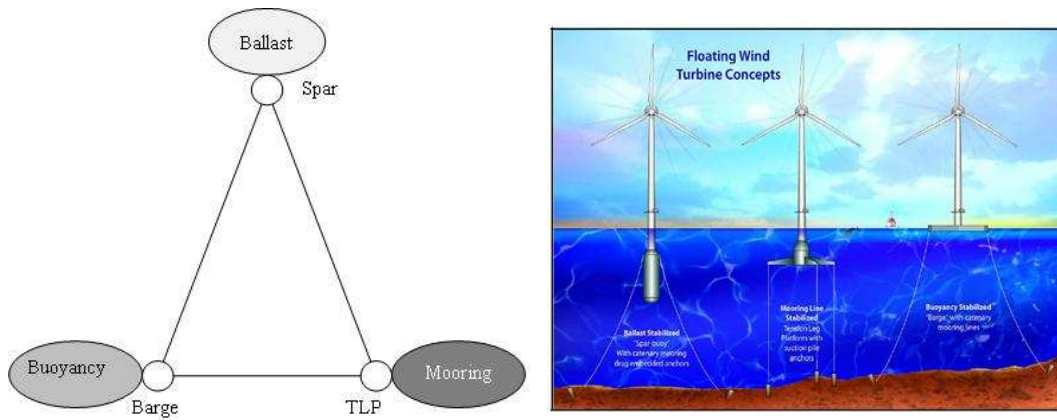 Ballast
Spar
Buoyancy
Barge
TLP
Mooring
Floating Wind
Turbine Concepts
Ballast Stabilized
"Spar-buoy"
With catenary mooring
drag embedded anchors
Mooring Line
Stabilized
Tension Leg
Platform with
suction pile
anchors
Buoyancy Stabilized
"Barge" with catenary
mooring lines